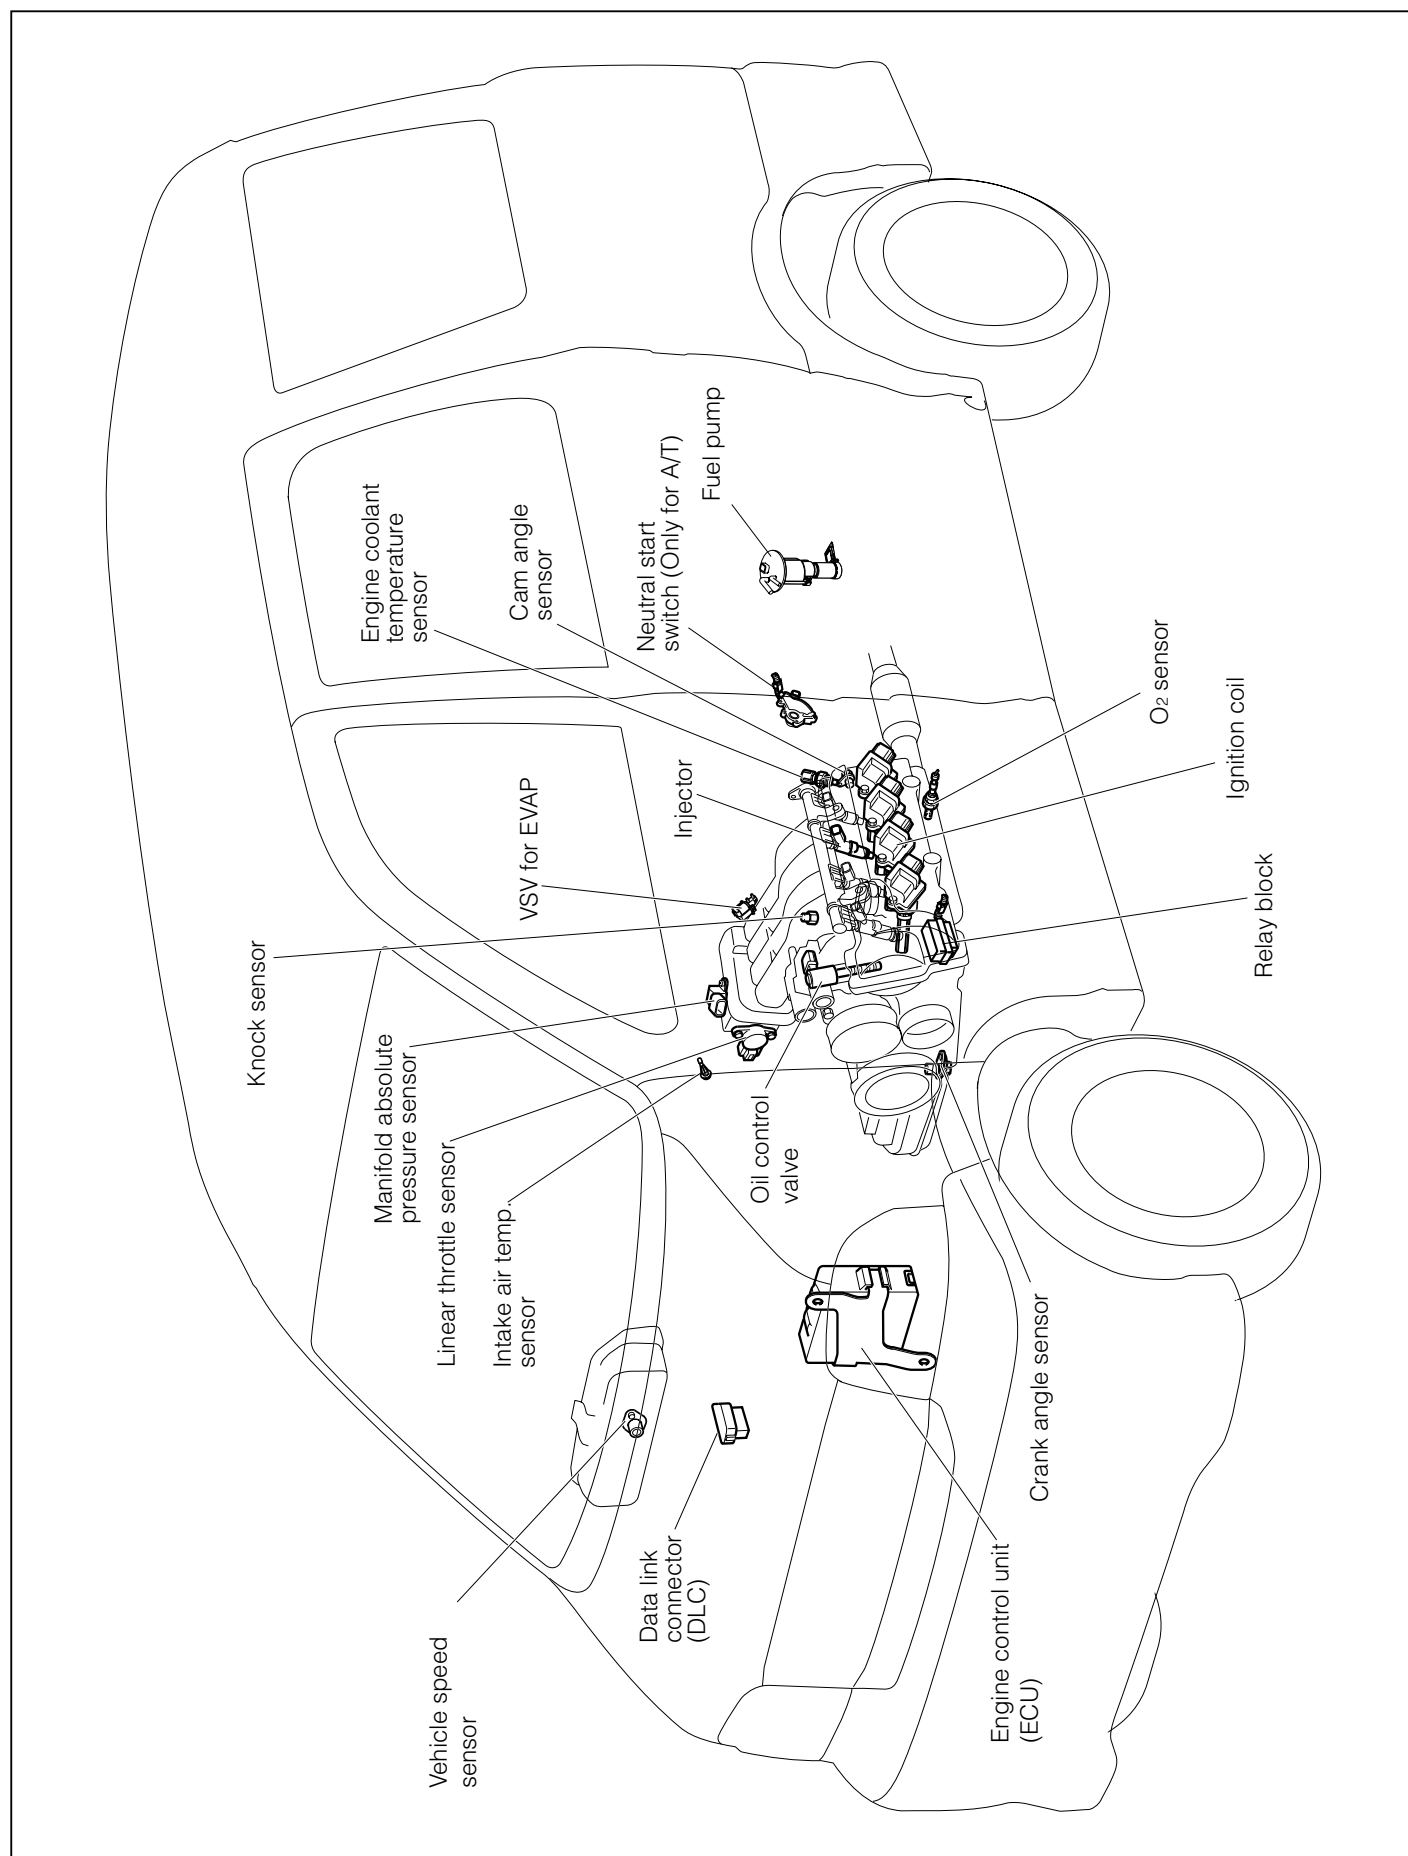 Vehicle speed
sensor
Knock sensor
Manifold absolute
pressure sensor
Linear throttle sensor
Intake air temp.
sensor
VSV for EVAP
Engine coolant
temperature
sensor
Cam angle
sensor
Injector
Neutral start
switch (Only for A/T)
Fuel pump
Data link
connector
(DLC)
Oil control
valve
Engine control unit
(ECU)
Crank angle sensor
Relay block
Ignition coil
O2 sensor